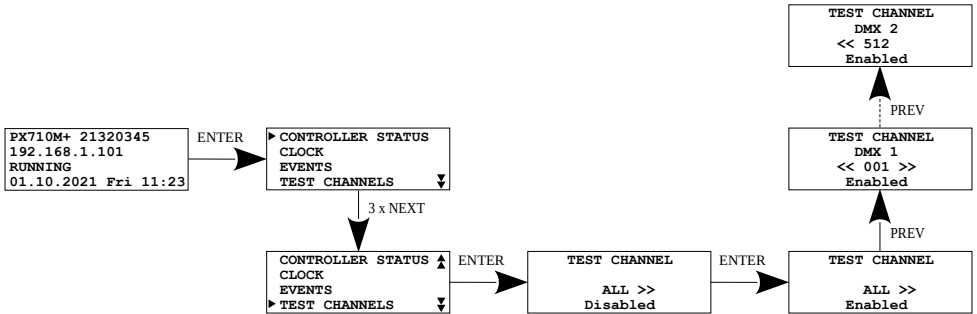 TEST CHANNEL
DMX 2
<< 512
Enabled
PREV
PX710M+ 21320345
192.168.1.101
RUNNING
01.10.2021 Fri 11:23
ENTER
CONTROLLER STATUS
CLOCK
EVENTS
TEST CHANNELS
TEST CHANNEL
DMX 1
<< 001 >>
Enabled
3 x NEXT
PREV
CONTROLLER STATUS
CLOCK
EVENTS
TEST CHANNELS
ENTER
TEST CHANNEL
ALL >>
Disabled
ENTER
TEST CHANNEL
ALL >>
Enabled